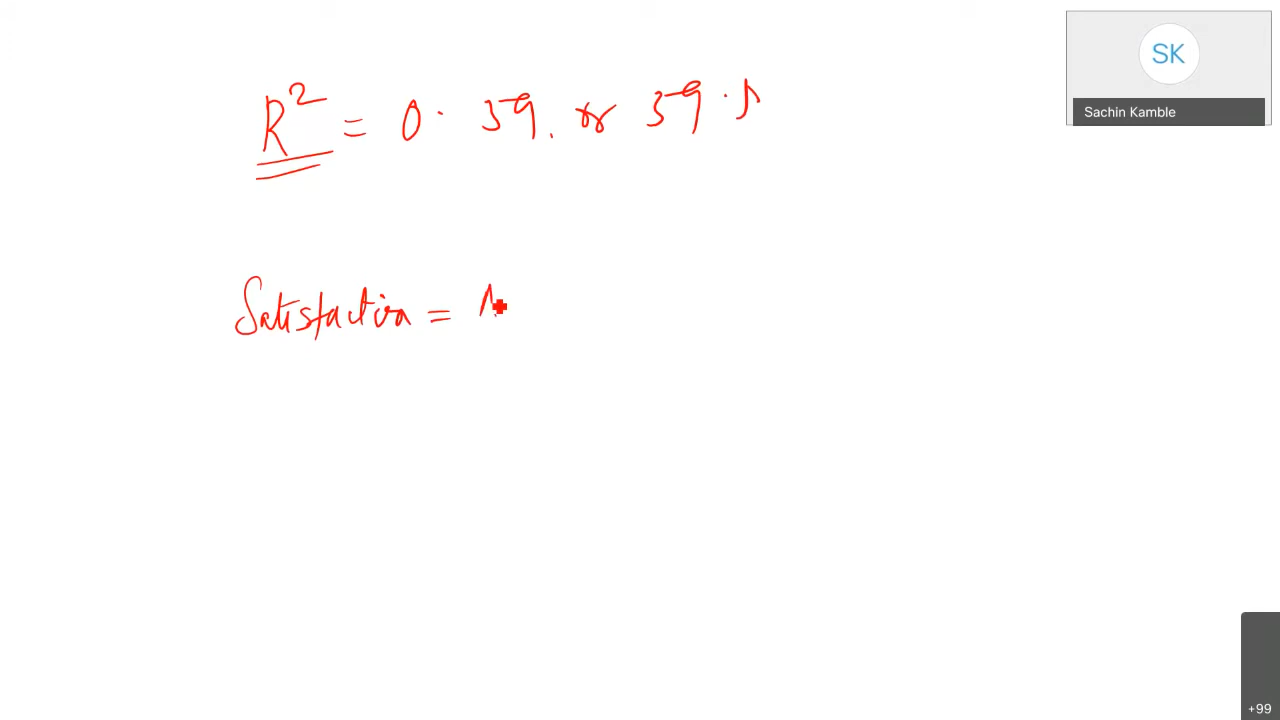 SK
Sachin Kamble
R² = 0.39. or 39.
Satisfaction =
+99